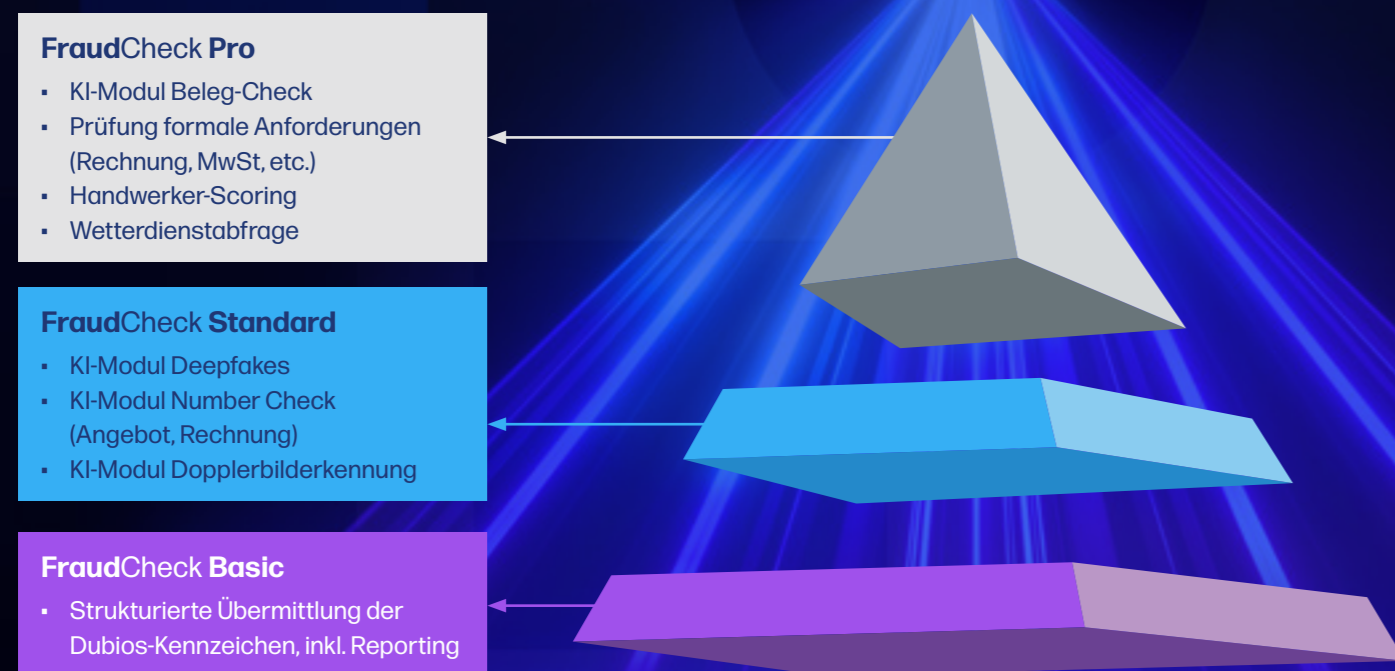 FraudCheck Pro
▪ KI-Modul Beleg-Check
▪ Prüfung formale Anforderungen
(Rechnung, MwSt, etc.)
▪ Handwerker-Scoring
▪ Wetterdienstabfrage
FraudCheck Standard
▪ KI-Modul Deepfakes
▪ KI-Modul Number Check
(Angebot, Rechnung)
▪ KI-Modul Dopplerbilderkennung
FraudCheck Basic
▪ Strukturierte Übermittlung der
Dubios-Kennzeichen, inkl. Reporting